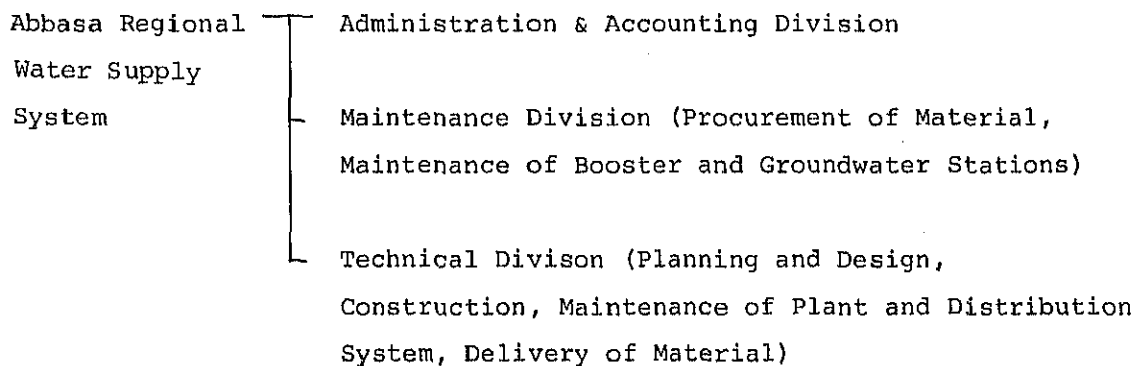 Abbasa Regional
Water Supply
System
Administration & Accounting Division
Maintenance Division (Procurement of Material,
Maintenance of Booster and Groundwater Stations)
Technical Divison (Planning and Design,
Construction, Maintenance of Plant and Distribution
System, Delivery of Material)